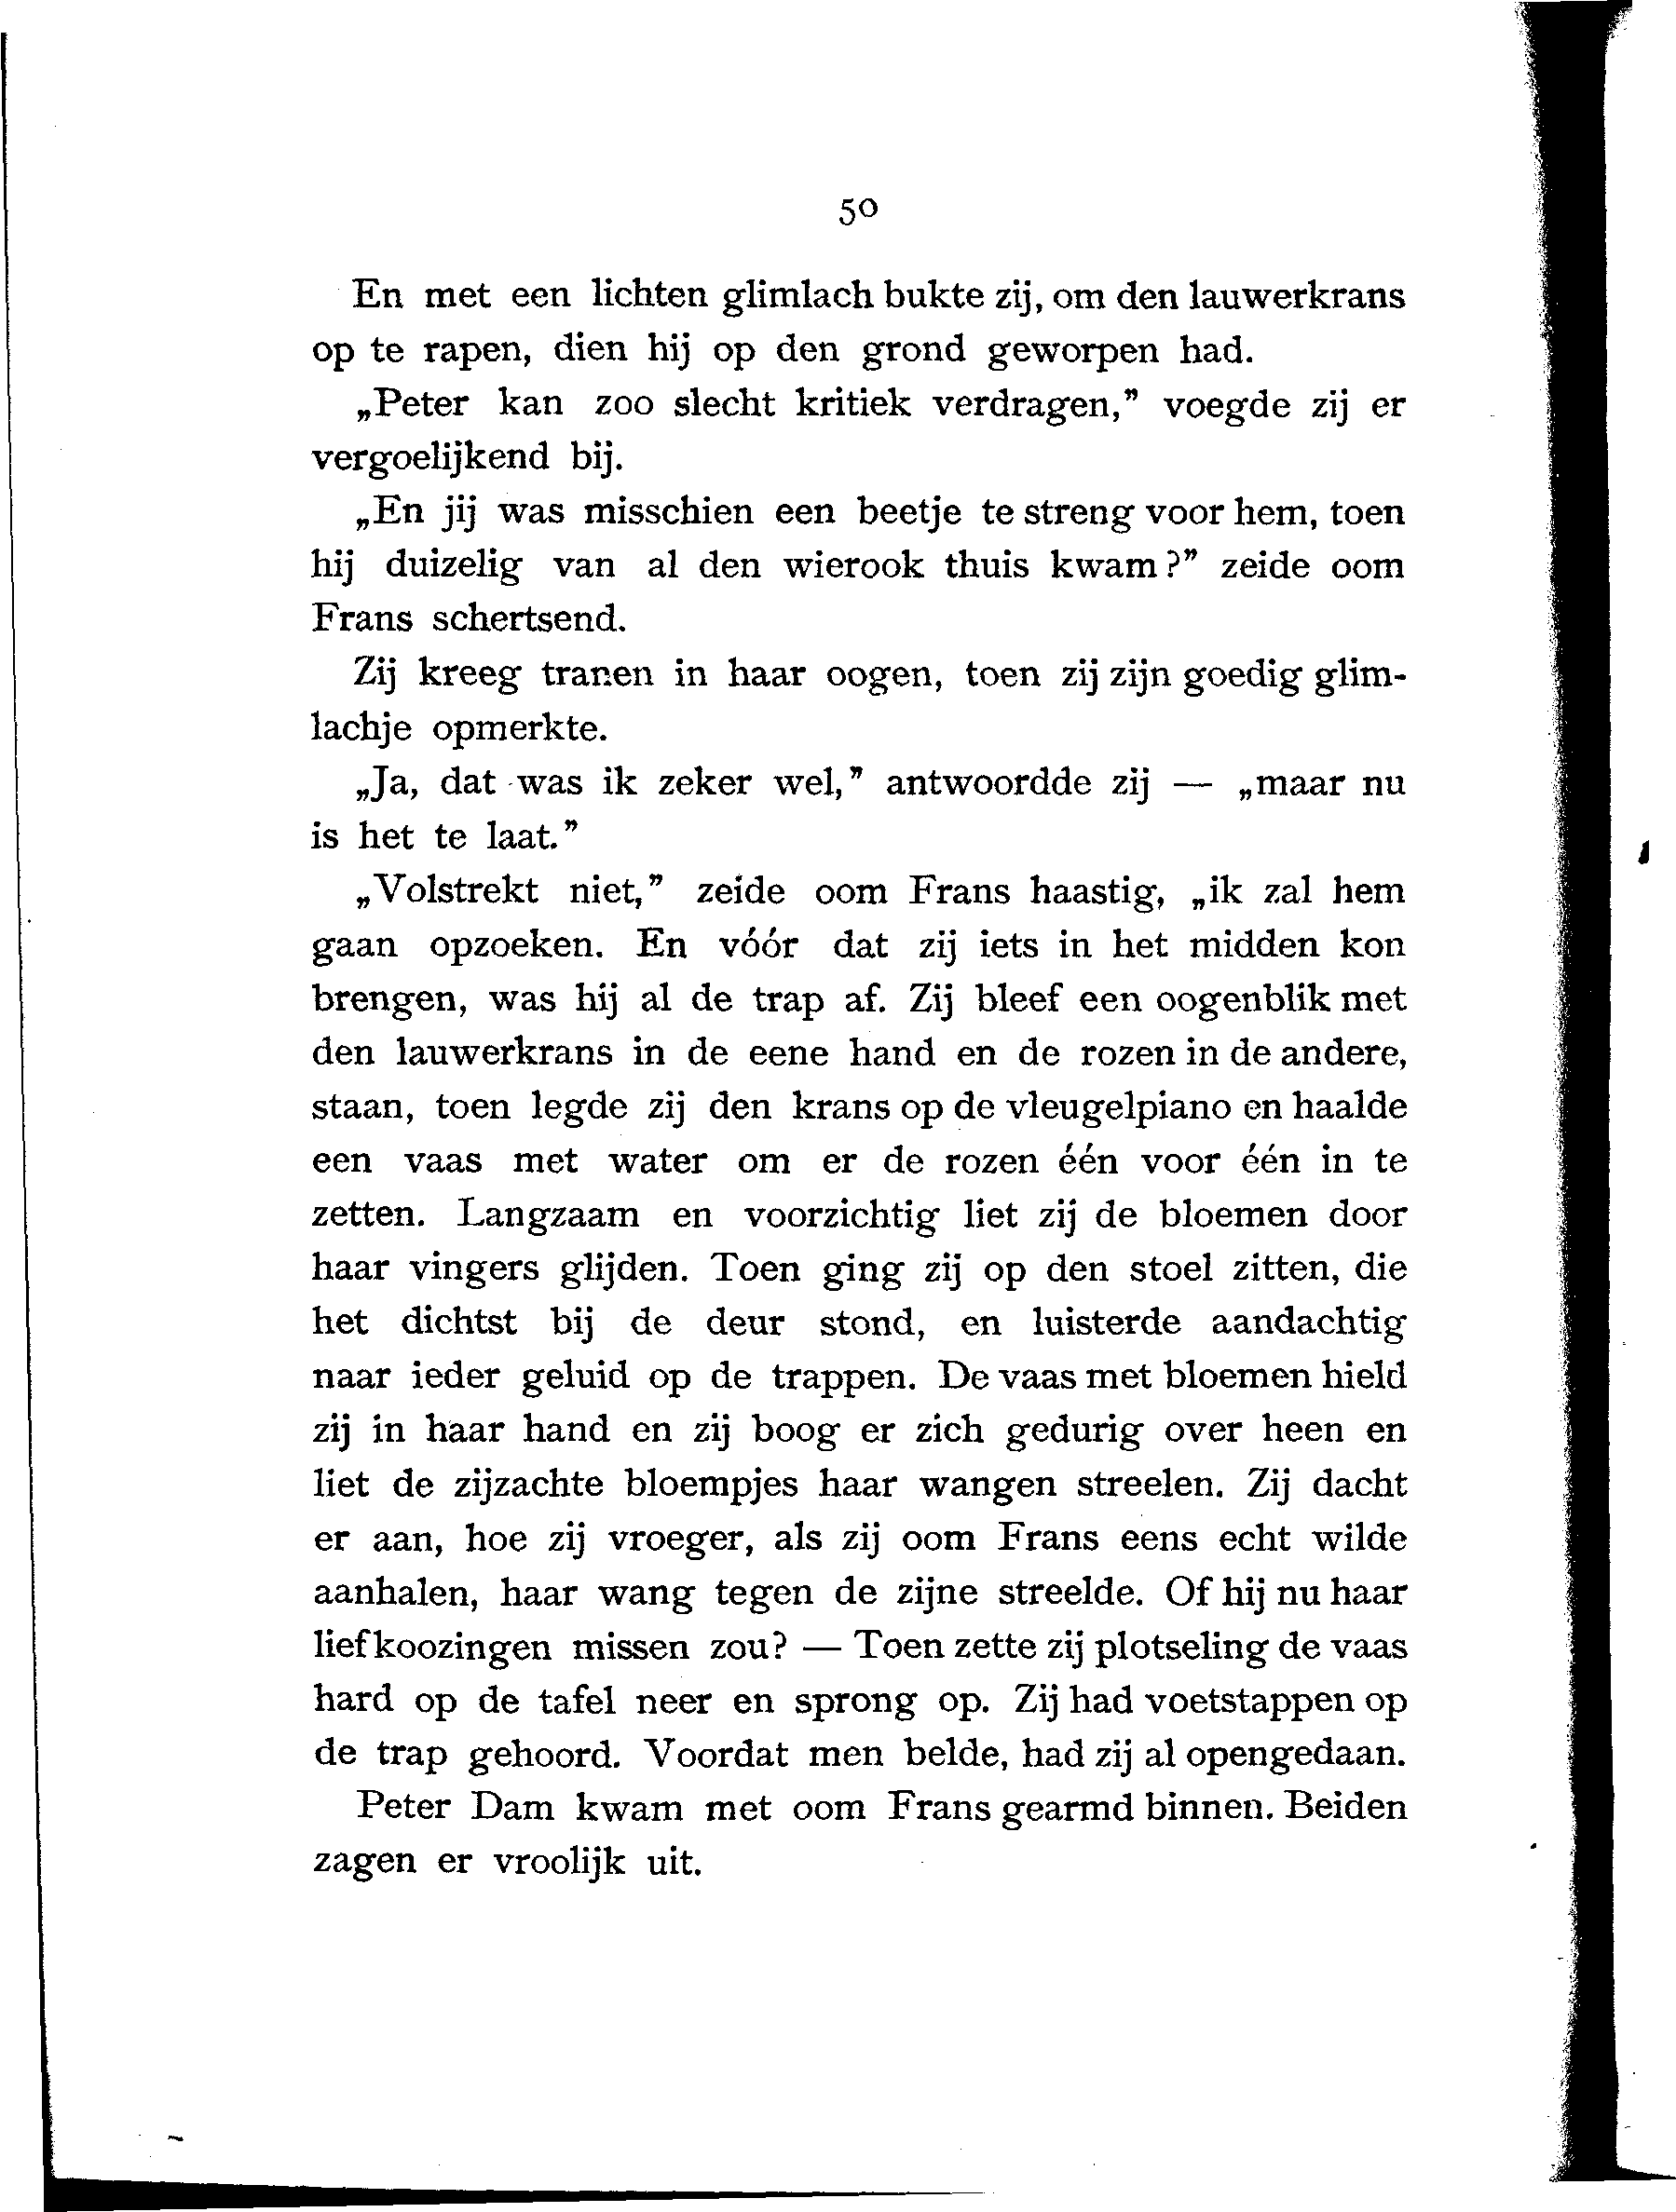 50
En met een lichten glimlach bukte zij, om den lauwerkrans
op te rapen, dien hij op den grond geworpen had.
„Peter kan zoo slecht kritiek verdragen,” voegde zij er
vergoelijkend bij.
„En jij was misschien een beetje te streng voor hem, toen
hij duizelig van al den wierook thuis kwam?” zeide oom
Frans schertsend.
Zij kreeg tranen in haar oogen, toen zij zijn goedig glim-
lachje opmerkte.
„Ja, dat was ik zeker wel,” antwoordde zij — „maar nu
is het te laat.”
„Volstrekt niet,” zeide oom Frans haastig, „ik zal hem
gaan opzoeken. En vóór dat zij iets in het midden kon
brengen, was hij al de trap af. Zij bleef een oogenblik met
den lauwerkrans in de eene hand en de rozen in de andere,
staan, toen legde zij den krans op de vleugelpiano en haalde
een vaas met water om er de rozen één voor één in te
zetten. Langzaam en voorzichtig liet zij de bloemen door
haar vingers glijden. Toen ging zij op den stoel zitten, die
het dichtst bij de deur stond, en luisterde aandachtig
naar ieder geluid op de trappen. De vaas met bloemen hield
zij in haar hand en zij boog er zich gedurig over heen en
liet de zijzachte bloempjes haar wangen streelen. Zij dacht
er aan, hoe zij vroeger, als zij oom Frans eens echt wilde
aanhalen, haar wang tegen de zijne streelde. Of hij nu haar
liefkoozingen missen zou? — Toen zette zij plotseling de vaas
hard op de tafel neer en sprong op. Zij had voetstappen op
de trap gehoord. Voordat men belde, had zij al opengedaan.
Peter Dam kwam met oom Frans gearmd binnen. Beiden
zagen er vroolijk uit.